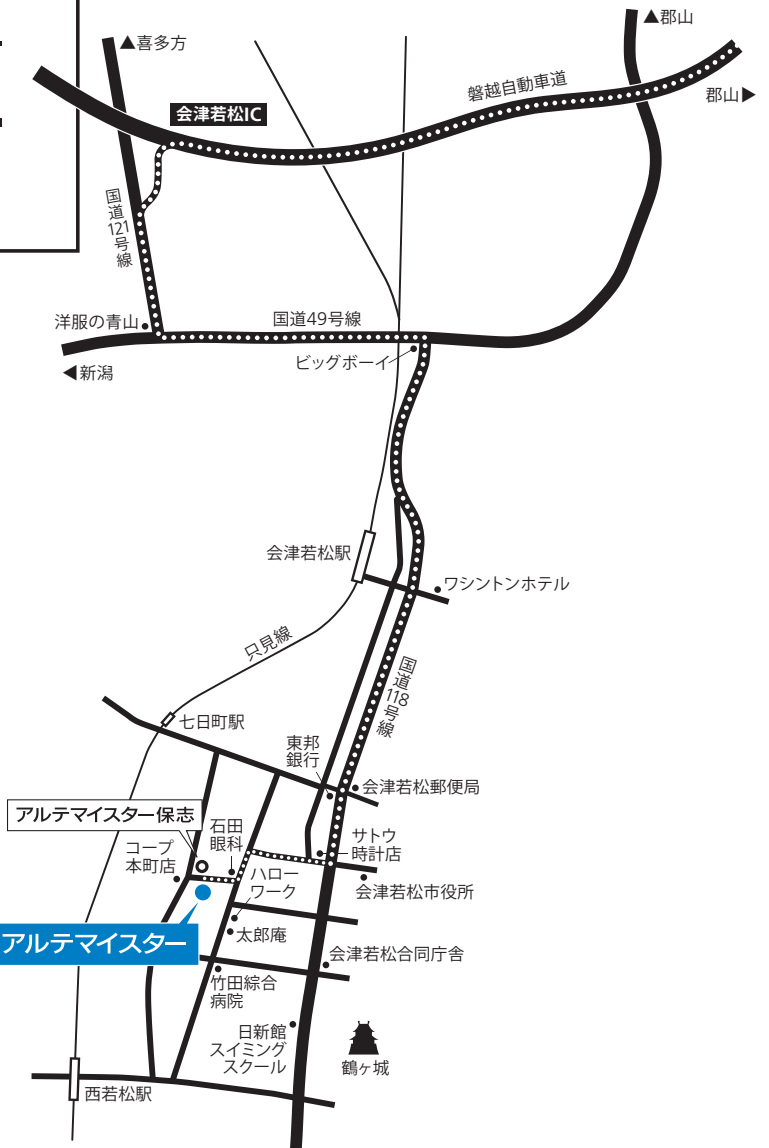 ▲郡山
▲喜多方
磐越自動車道
郡山▶
会津若松IC
国道121号線
洋服の青山
国道49号線
ビッグボーイ
◀新潟
会津若松駅
ワシントンホテル
只見線
国道118号線
七日町駅
東邦
銀行
会津若松郵便局
アルテマイスター保志
石田
眼科
サトウ
時計店
コープ
本町店
ハロー
ワーク
会津若松市役所
アルテマイスター
太郎庵
会津若松合同庁舎
竹田綜合
病院
日新館
スイミング
スクール
鶴ヶ城
西若松駅